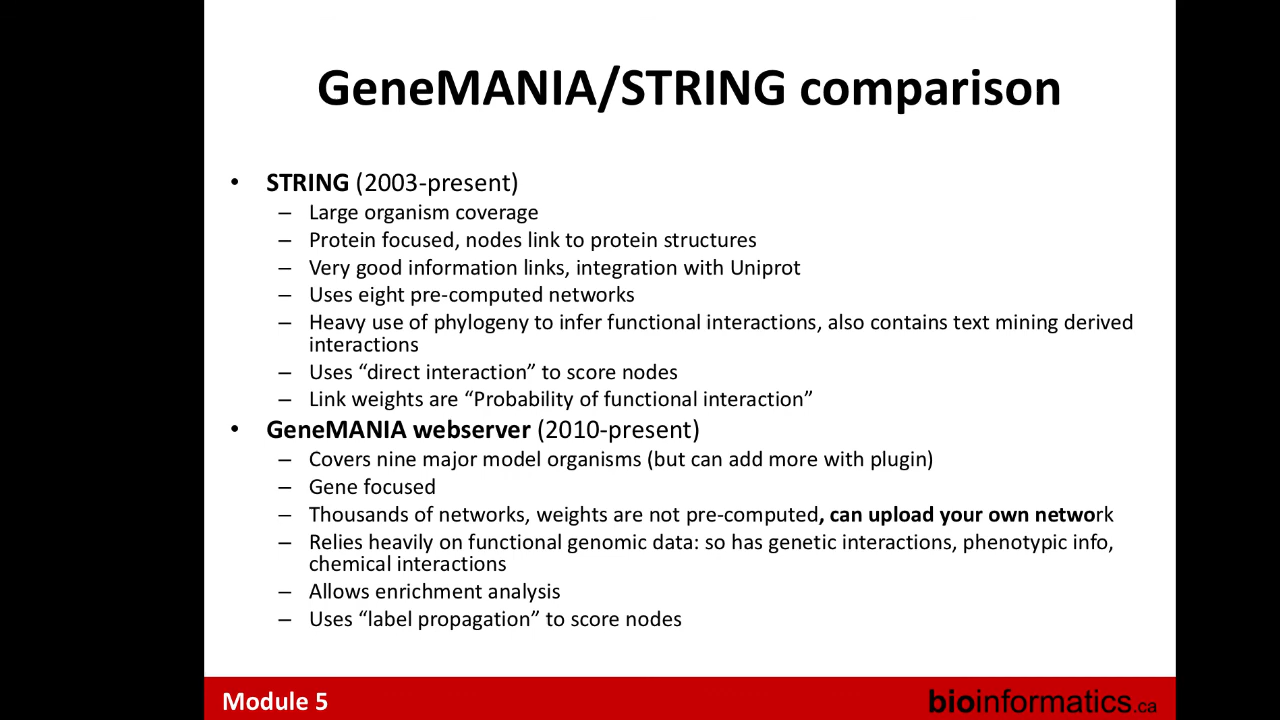 GeneMANIA/STRING comparison
• STRING (2003-present)
– Large organism coverage
– Protein focused, nodes link to protein structures
– Very good information links, integration with Uniprot
– Uses eight pre-computed networks
– Heavy use of phylogeny to infer functional interactions, also contains text mining derived
interactions
– Uses “direct interaction” to score nodes
– Link weights are “Probability of functional interaction”
• GeneMANIA webserver (2010-present)
– Covers nine major model organisms (but can add more with plugin)
– Gene focused
– Thousands of networks, weights are not pre-computed, can upload your own network
– Relies heavily on functional genomic data: so has genetic interactions, phenotypic info,
chemical interactions
– Allows enrichment analysis
– Uses “label propagation” to score nodes
Module 5
bioinformatics.ca